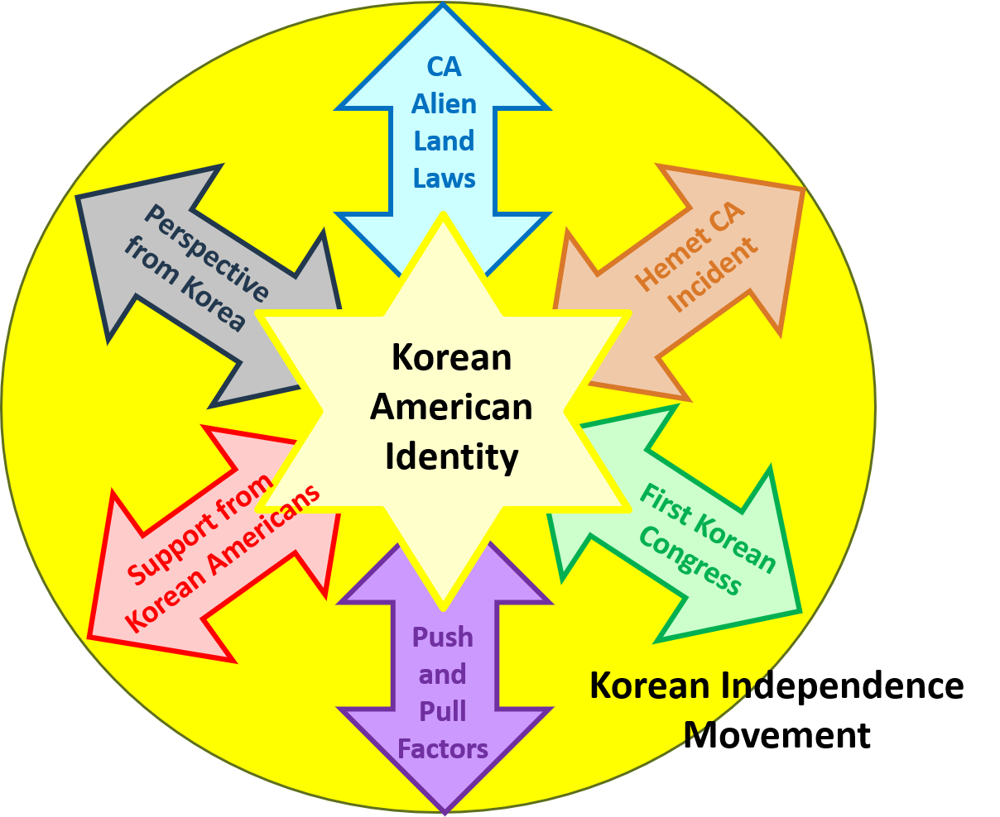 CA
Alien
Land
Laws
Perspective
from Korea
Hemet CA
Incident
Korean
American
Identity
Support from
Korean Americans
First Korean
Congress
Push
and
Pull
Factors
Korean Independence
Movement